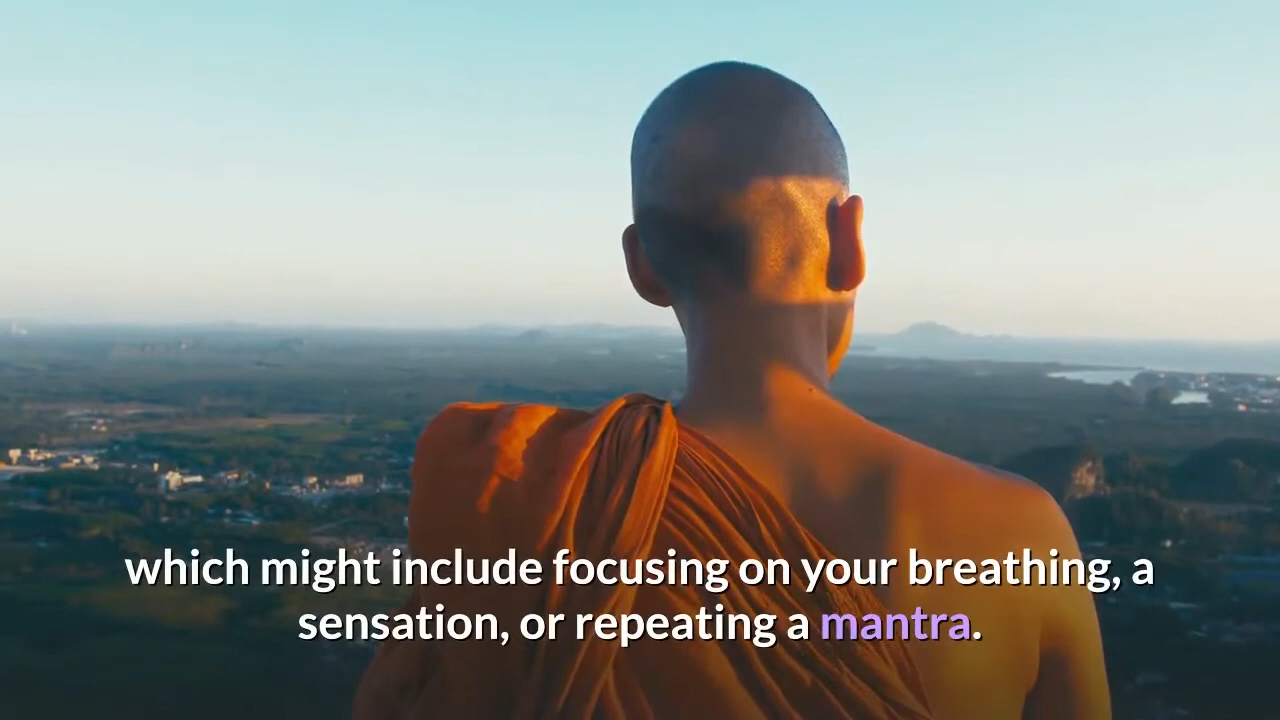 which might include focusing on your breathing, a
sensation, or repeating a mantra.